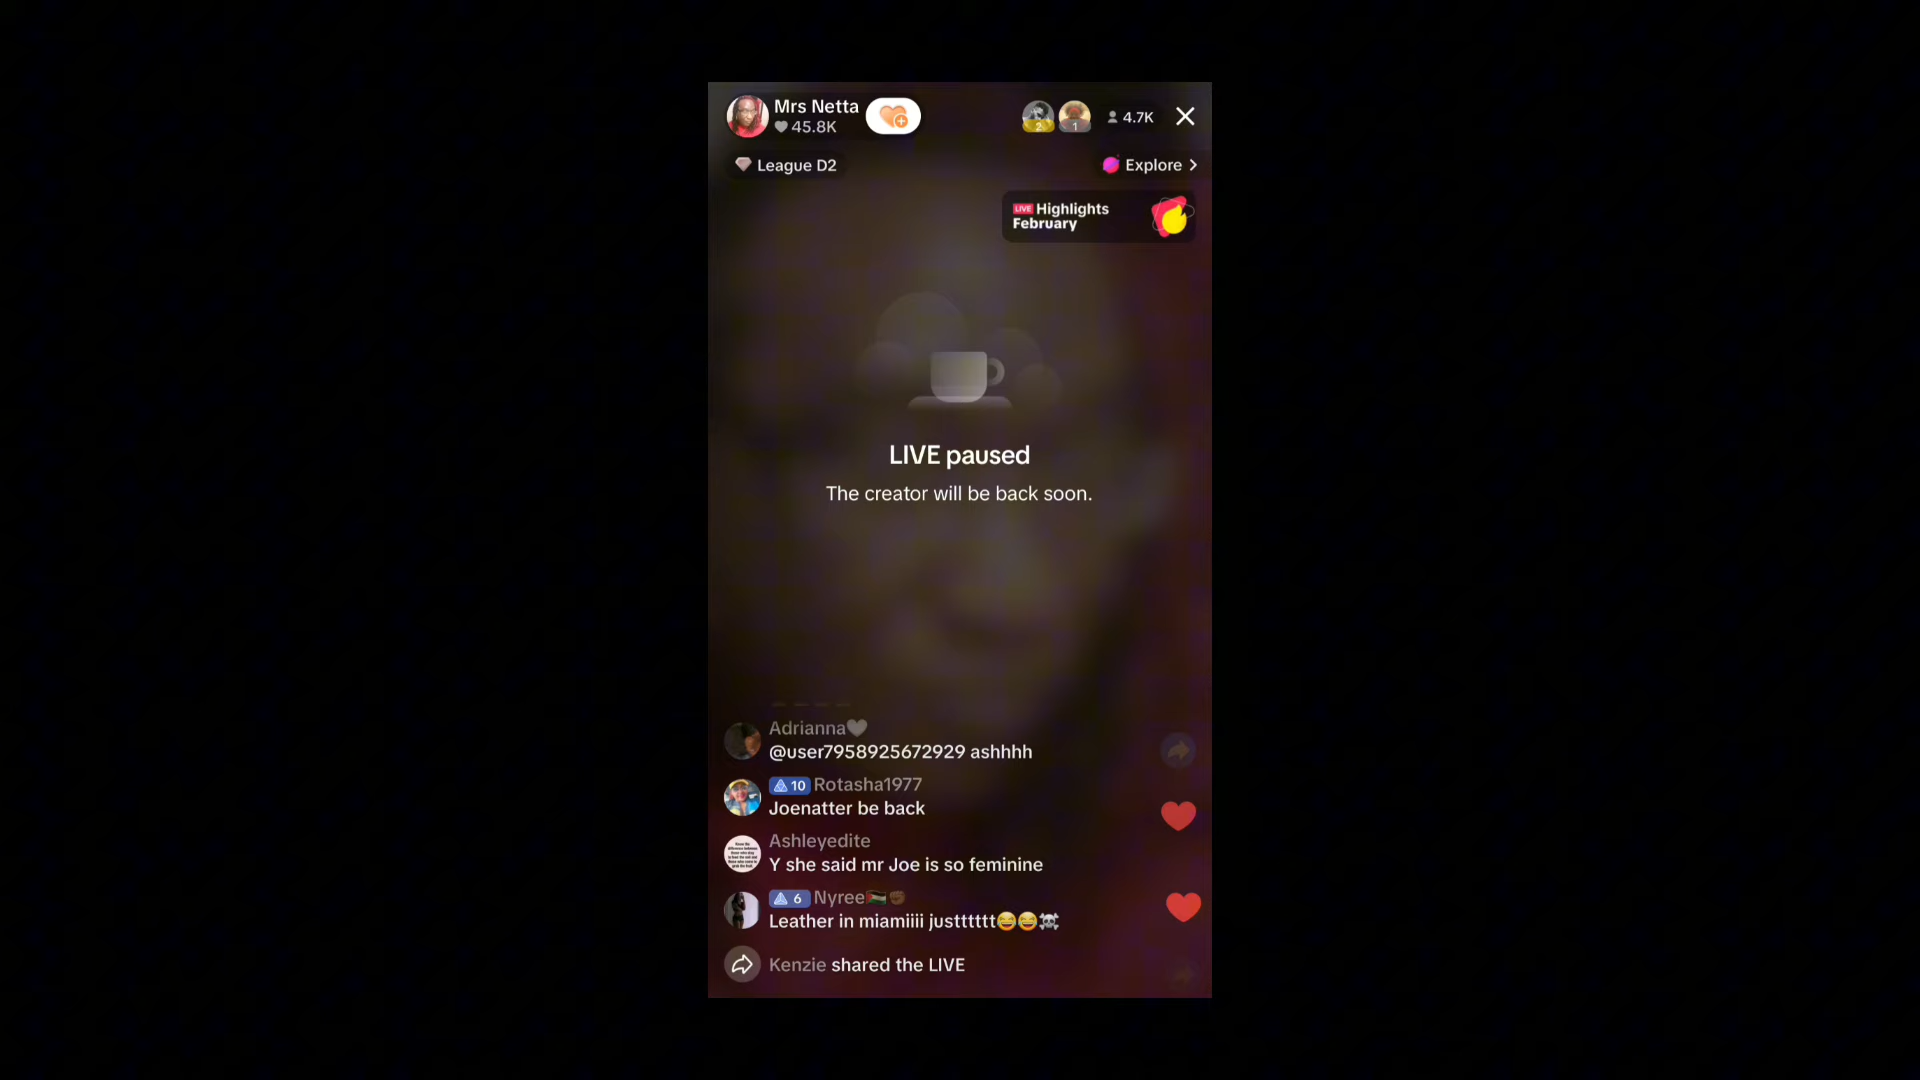 Mrs Netta
45.8K
2
1
4.7K
League D2
Explore
LIVE Highlights
February
LIVE paused
The creator will be back soon.
Adrianna🤍
@user7958925672929 ashhhh
10 Rotasha1977
Joenatter be back
Ashleyedite
Y she said mr Joe is so feminine
6 Nyree🇵🇸✊🏾
Leather in miamiiii justttttt😂😂☠️
Kenzie shared the LIVE